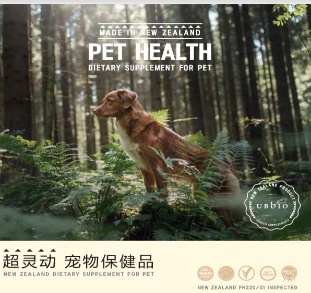 MADE IN NEW ZEALAND
PET HEALTH
DIETARY SUPPLEMENT FOR PET
ubbio
超灵动 宠物保健品
NEW ZEALAND DIETARY SUPPLEMENT FOR PET
NEW ZEALAND PH220/01 INSPECTED